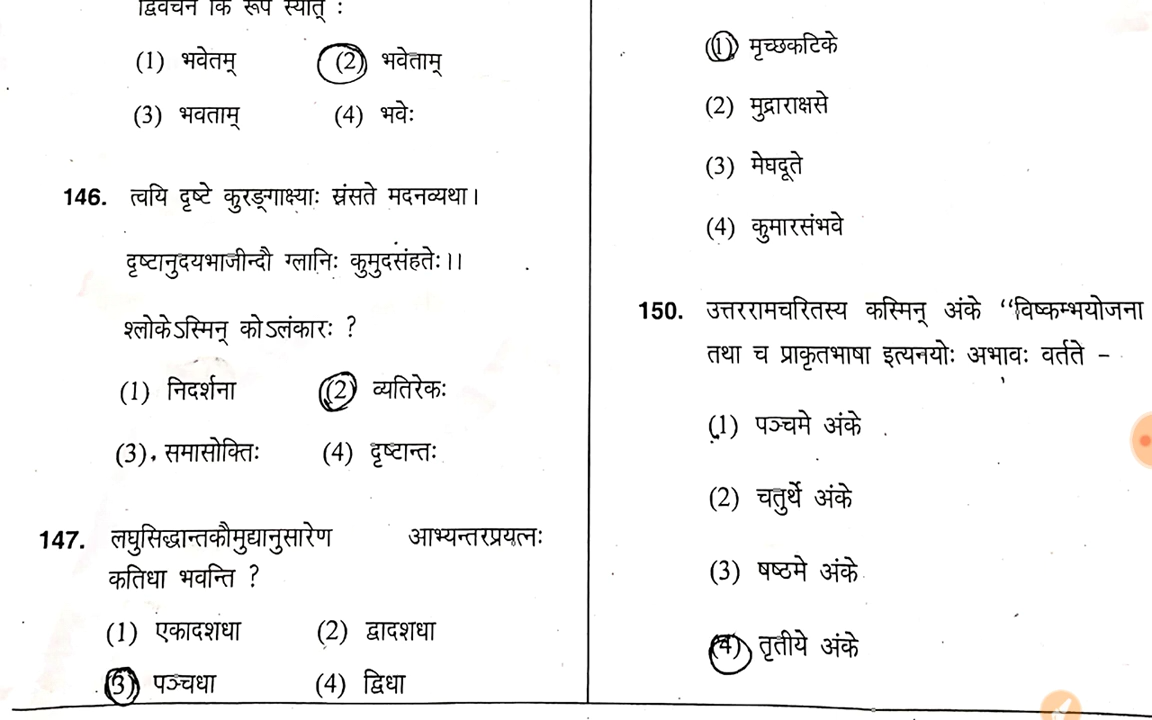 द्विवचने किं रूपं स्यात् :
(1) भवेतम् (2) भवेताम्
(3) भवताम् (4) भवेः
146. त्वयि दृष्टे कुरङ्गाक्ष्याः स्रंसते मदनव्यथा।
दृष्टानुदयभाजीन्दौ ग्लानिः कुमुदसंहतेः।।
श्लोकेऽस्मिन् कोऽलंकारः ?
(1) निदर्शना (2) व्यतिरेकः
(3) समासोक्तिः (4) दृष्टान्तः
147. लघुसिद्धान्तकौमुद्यानुसारेण आभ्यन्तरप्रयत्नः
कतिधा भवन्ति ?
(1) एकादशधा (2) द्वादशधा
(3) पञ्चधा (4) द्विधा
(1) मृच्छकटिके
(2) मुद्राराक्षसे
(3) मेघदूते
(4) कुमारसंभवे
150. उत्तररामचरितस्य कस्मिन् अंके ‘‘विष्कम्भयोजना
तथा च प्राकृतभाषा इत्यनयोः अभावः वर्तते –
(1) पञ्चमे अंके
(2) चतुर्थे अंके
(3) षष्ठमे अंके
(4) तृतीये अंके